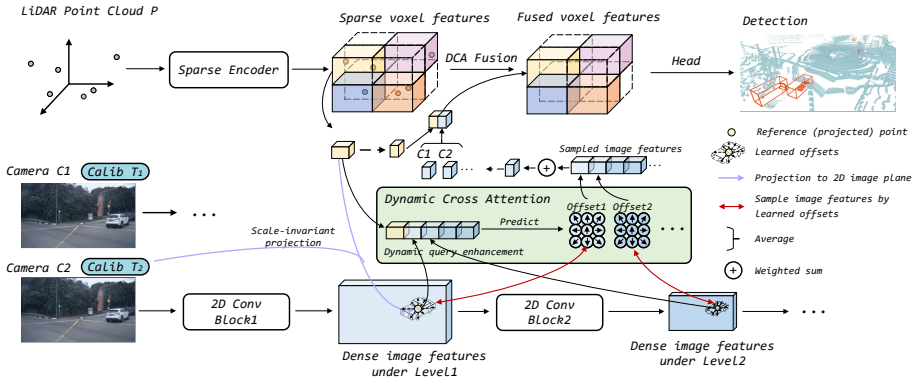 LiDAR Point Cloud P
Sparse Encoder
Sparse voxel features
DCA Fusion
Fused voxel features
Head
Detection
C1 C2
...
Sampled image features
Reference (projected) point
Learned offsets
Projection to 2D image plane
Sample image features by
Learned offsets
Average
Weighted sum
Camera C1
Calib T₁
...
Camera C2
Calib T₂
Scale-invariant
projection
Dynamic Cross Attention
Offset1
Offset2
Predict
...
Dynamic query enhancement
2D Conv
Block1
2D Conv
Block2
...
Dense image features
under Level1
Dense image features
under Level2